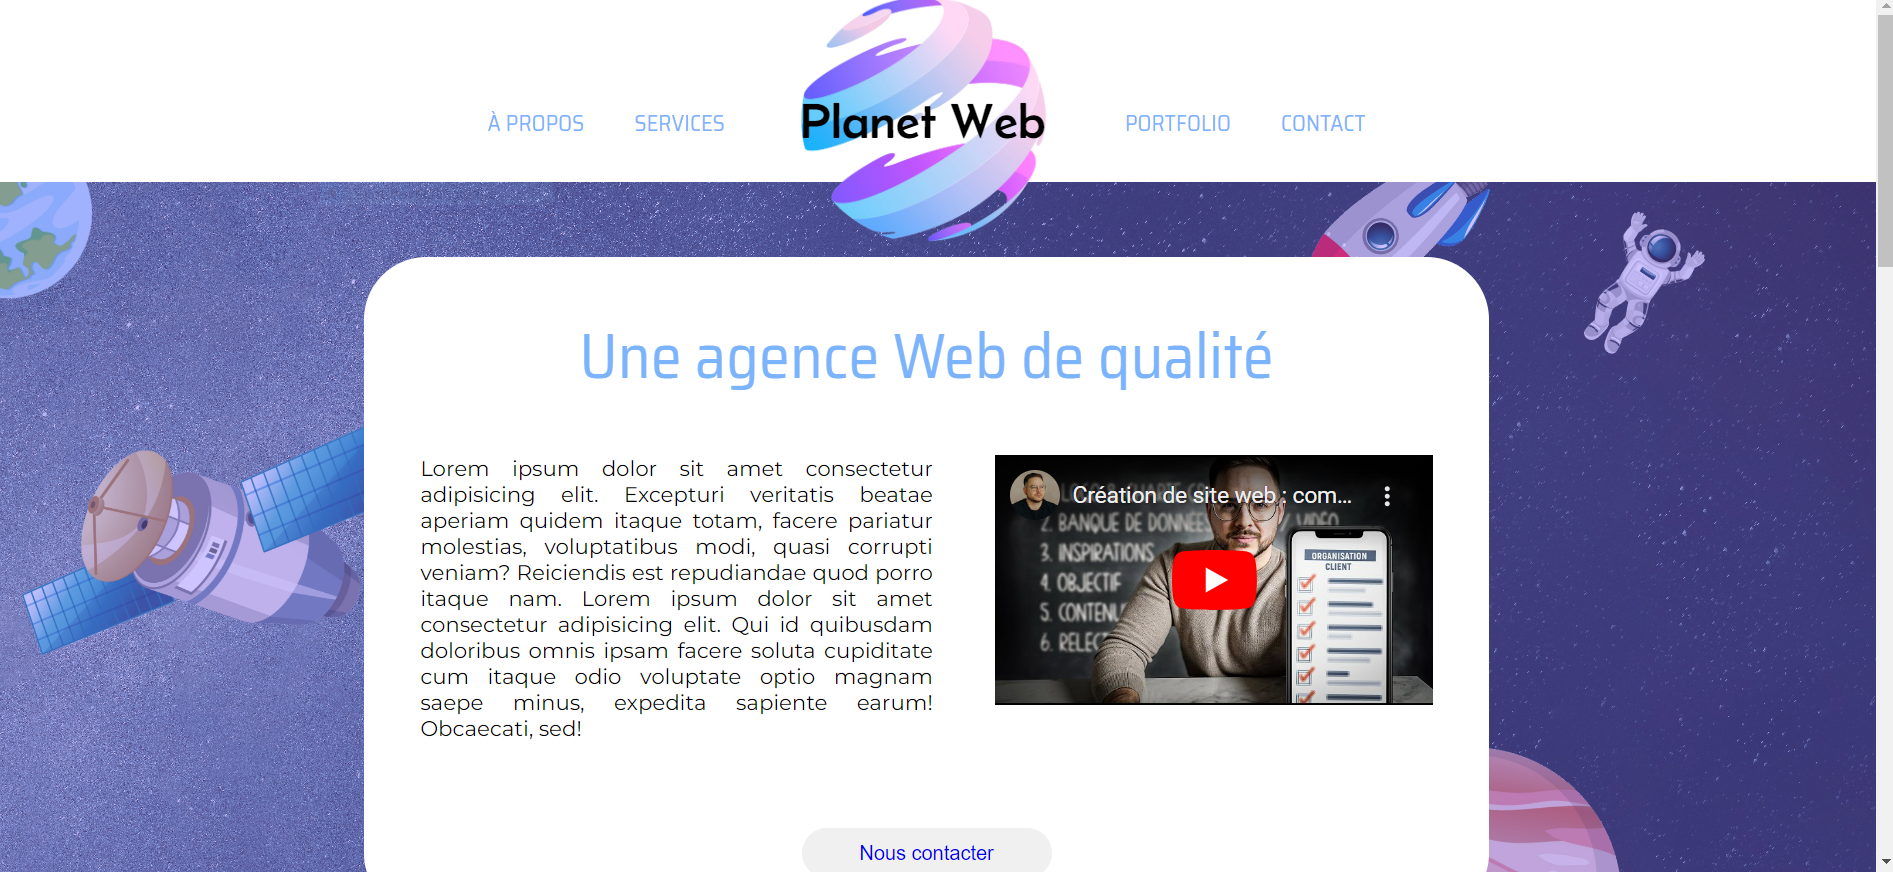 À PROPOS
SERVICES
Planet Web
PORTFOLIO
CONTACT
Une agence Web de qualité
Lorem ipsum dolor sit amet consectetur
adipisicing elit. Excepturi veritatis beatae
aperiam quidem itaque totam, facere pariatur
molestias, voluptatibus modi, quasi corrupti
veniam? Reiciendis est repudiandae quod porro
itaque nam. Lorem ipsum dolor sit amet
consectetur adipisicing elit. Qui id quibusdam
doloribus omnis ipsam facere soluta cupiditate
cum itaque odio voluptate optio magnam
saepe minus, expedita sapiente earum!
Obcaecati, sed!
Création de site web : com...
2. BANQUE DE DONNÉES
3. INSPIRATIONS
4. OBJECTIF
5. CONTENU
6. RELEC
ORGANISATION
CLIENT
Nous contacter